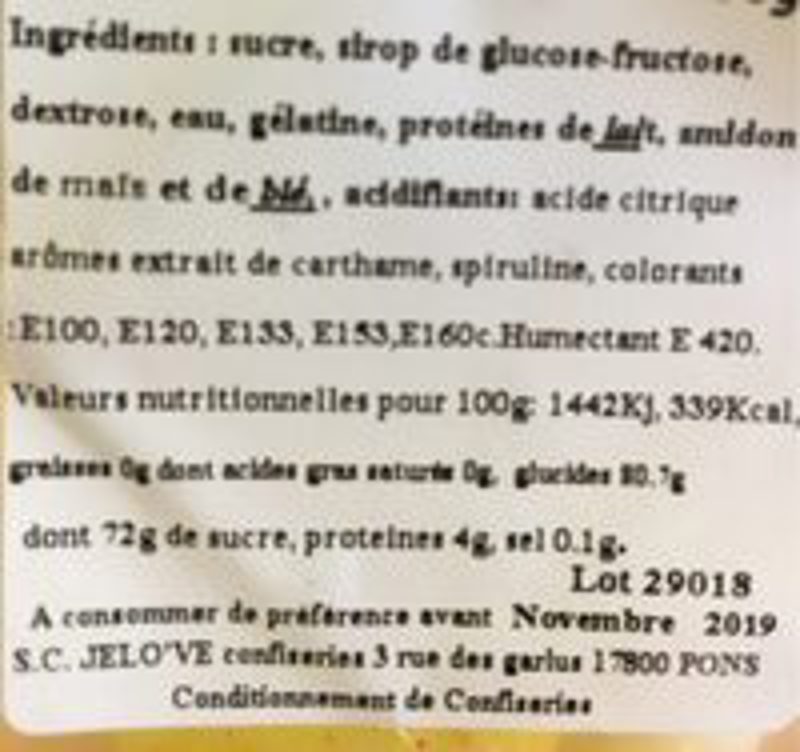 Ingrédients : sucre, sirop de glucose-fructose,
dextrose, eau, gélatine, protéines de lait, amidon
de maïs et de blé, , acidifiants: acide citrique
arômes extrait de carthame, spiruline, colorants
:E100, E120, E133, E153,E160c.Humectant E 420.
Valeurs nutritionnelles pour 100g: 1442Kj, 339Kcal,
graisses 0g dont acides gras saturés 0g, glucides 80.7g
dont 72g de sucre, proteines 4g, sel 0.1g.
Lot 29018
A consommer de préférence avant Novembre 2019
S.C. JELO'VE confiseries 3 rue des garlus 17800 PONS
Conditionnement de Confiseries